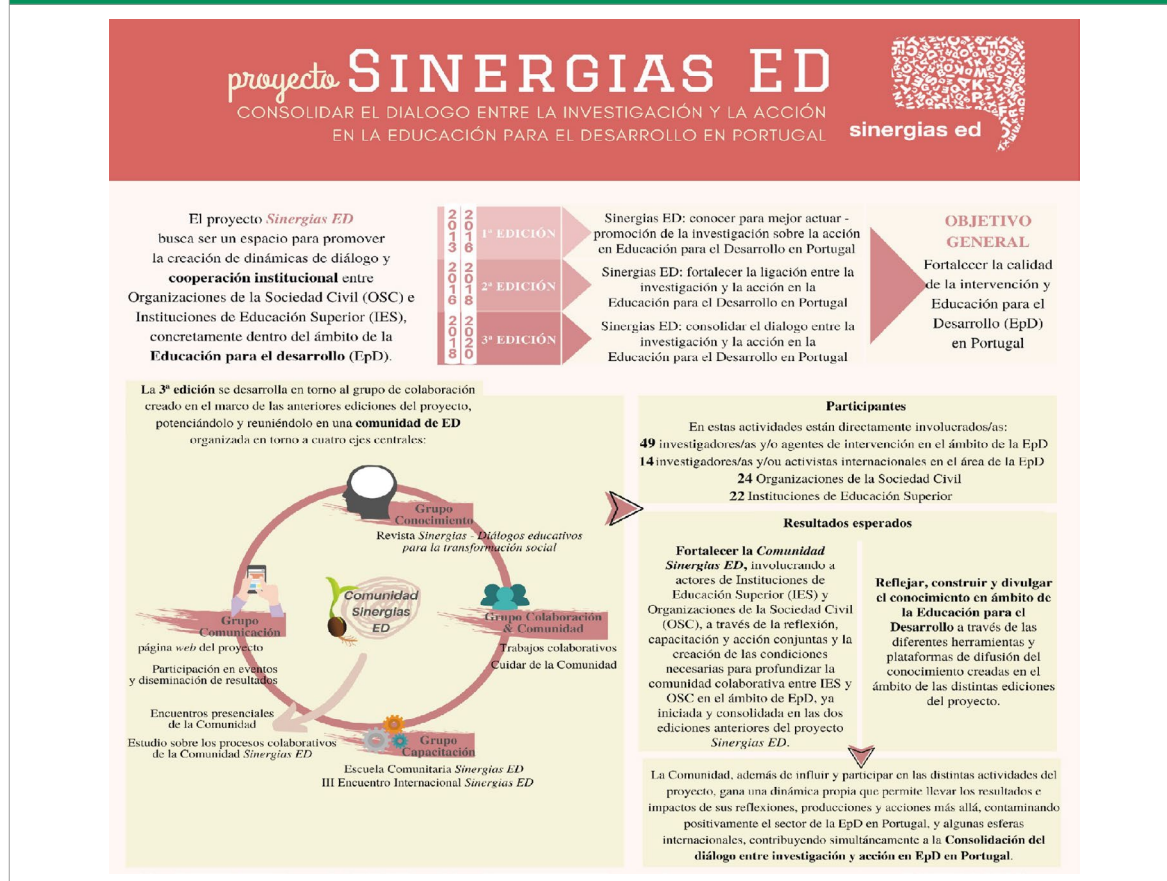 proyecto SINERGIAS ED
CONSOLIDAR EL DIALOGO ENTRE LA INVESTIGACIÓN Y LA ACCIÓN
EN LA EDUCACIÓN PARA EL DESARROLLO EN PORTUGAL
sinergias ed
El proyecto Sinergias ED
busca ser un espacio para promover
la creación de dinámicas de diálogo y
cooperación institucional entre
Organizaciones de la Sociedad Civil (OSC) e
Instituciones de Educación Superior (IES),
concretamente dentro del ámbito de la
Educación para el desarrollo (EpD).
2013 2016 1ª EDICIÓN
Sinergias ED: conocer para mejor actuar -
promoción de la investigación sobre la acción
en Educación para el Desarrollo en Portugal
2016 2018 2ª EDICIÓN
Sinergias ED: fortalecer la ligación entre la
investigación y la acción en la
Educación para el Desarrollo en Portugal
2018 2020 3ª EDICIÓN
Sinergias ED: consolidar el dialogo entre la
investigación y la acción en la
Educación para el Desarrollo en Portugal
OBJETIVO
GENERAL
Fortalecer la calidad
de la intervención y
Educación para el
Desarrollo (EpD)
en Portugal
La 3ª edición se desarrolla en torno al grupo de colaboración
creado en el marco de las anteriores ediciones del proyecto,
potenciándolo y reuniéndolo en una comunidad de ED
organizada en torno a cuatro ejes centrales:
Grupo
Conocimiento
Revista Sinergias - Diálogos educativos
para la transformación social
Comunidad
Sinergias
ED
Grupo Colaboración
& Comunidad
Trabajos colaborativos
Cuidar de la Comunidad
Grupo
Comunicación
página web del proyecto
Participación en eventos
y diseminación de resultados
Encuentros presenciales
de la Comunidad
Estudio sobre los procesos colaborativos
de la Comunidad Sinergias ED
Grupo
Capacitación
Escuela Comunitaria Sinergias ED
III Encuentro Internacional Sinergias ED
Participantes
En estas actividades están directamente involucrados/as:
49 investigadores/as y/o agentes de intervención en el ámbito de la EpD
14 investigadores/as y/ou activistas internacionales en el área de la EpD
24 Organizaciones de la Sociedad Civil
22 Instituciones de Educación Superior
Resultados esperados
Fortalecer la Comunidad
Sinergias ED, involucrando a
actores de Instituciones de
Educación Superior (IES) y
Organizaciones de la Sociedad Civil
(OSC), a través de la reflexión,
capacitación y acción conjuntas y la
creación de las condiciones
necesarias para profundizar la
comunidad colaborativa entre IES y
OSC en el ámbito de EpD, ya
iniciada y consolidada en las dos
ediciones anteriores del proyecto
Sinergias ED.
Reflejar, construir y divulgar
el conocimiento en ámbito de
la Educación para el
Desarrollo a través de las
diferentes herramientas y
plataformas de difusión del
conocimiento creadas en el
ámbito de las distintas ediciones
del proyecto.
La Comunidad, además de influir y participar en las distintas actividades del
proyecto, gana una dinámica propia que permite llevar los resultados e
impactos de sus reflexiones, producciones y acciones más allá, contaminando
positivamente el sector de la EpD en Portugal, y algunas esferas
internacionales, contribuyendo simultáneamente a la Consolidación del
diálogo entre investigación y acción en EpD en Portugal.